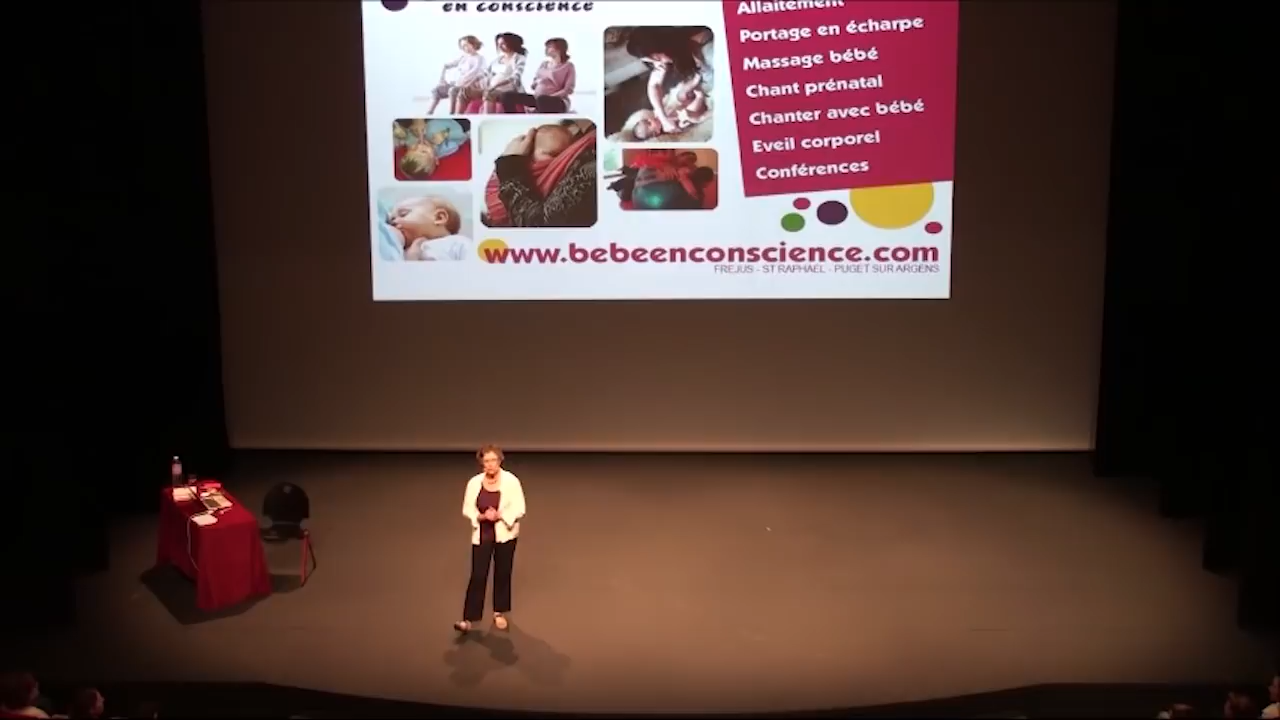 EN CONSCIENCE
Allaitement
Portage en écharpe
Massage bébé
Chant prénatal
Chanter avec bébé
Eveil corporel
Conférences
www.bebeenconscience.com
FREJUS - ST RAPHAEL - PUGET SUR ARGENS